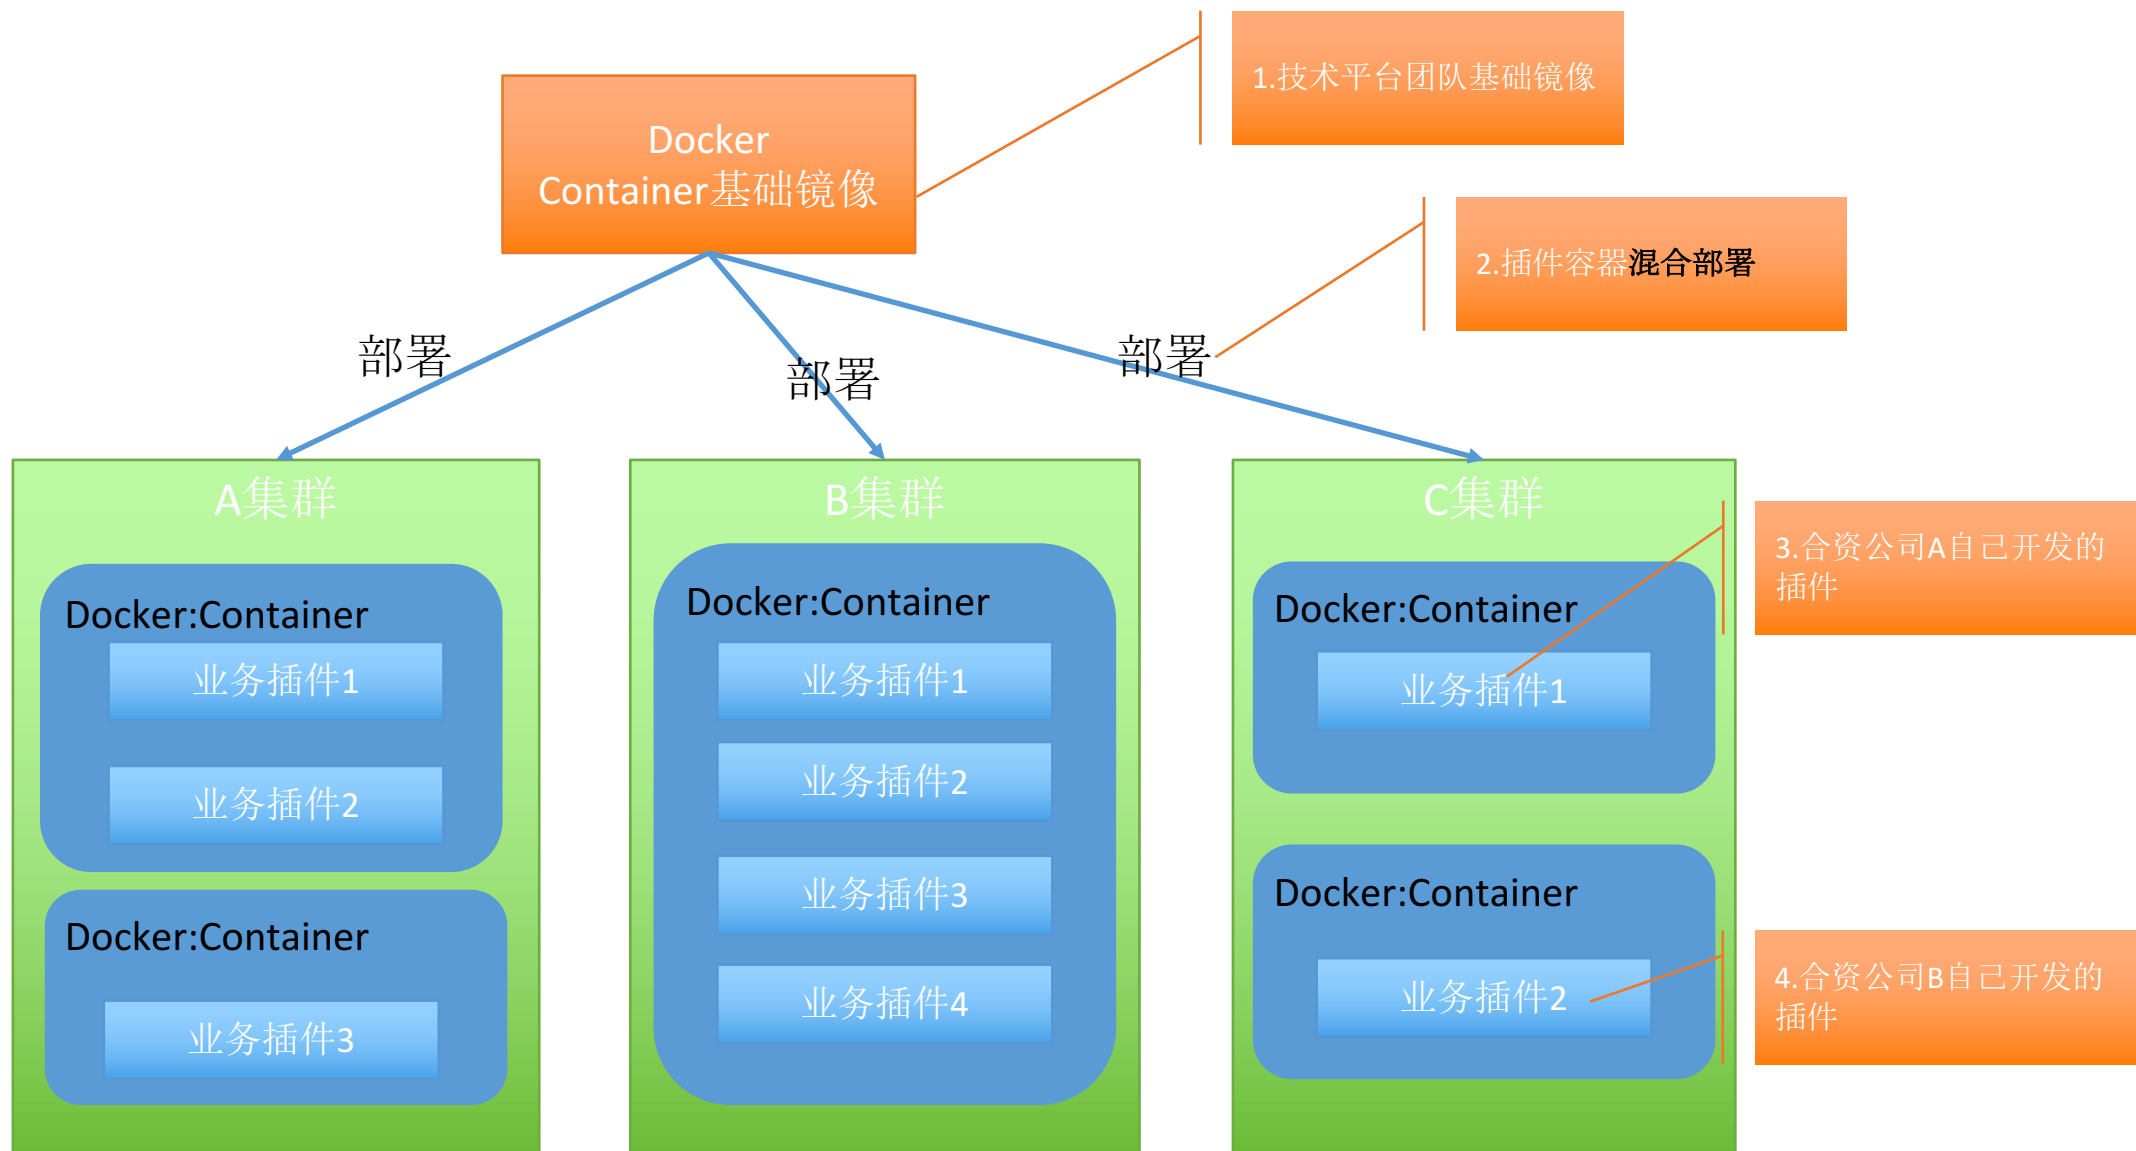 1.技术平台团队基础镜像
Docker
Container基础镜像
2.插件容器混合部署
部署
部署
部署
A集群
Docker:Container
业务插件1
业务插件2
Docker:Container
业务插件3
B集群
Docker:Container
业务插件1
业务插件2
业务插件3
业务插件4
C集群
Docker:Container
业务插件1
Docker:Container
业务插件2
3.合资公司A自己开发的
插件
4.合资公司B自己开发的
插件